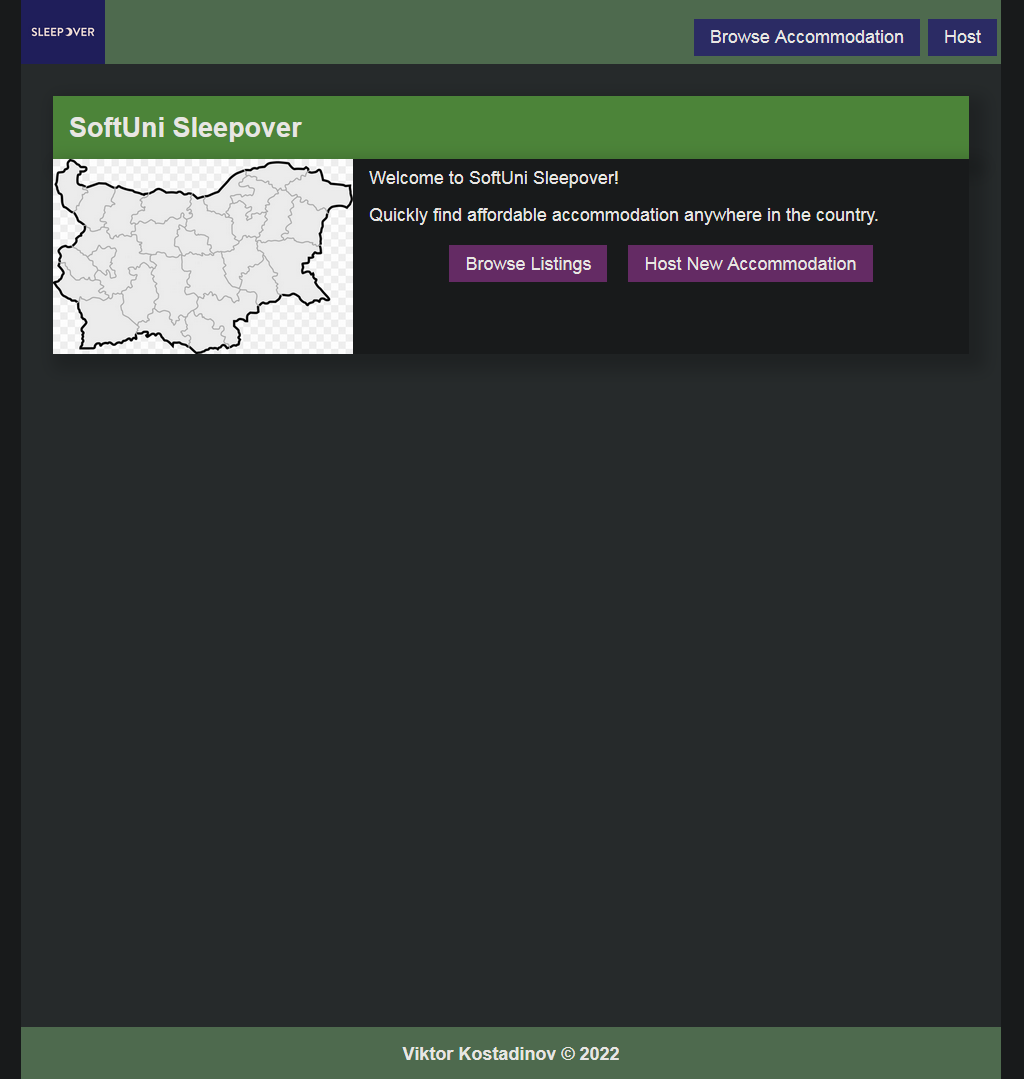 SLEEPOVER
Browse Accommodation
Host
SoftUni Sleepover
Welcome to SoftUni Sleepover!
Quickly find affordable accommodation anywhere in the country.
Browse Listings
Host New Accommodation
Viktor Kostadinov © 2022